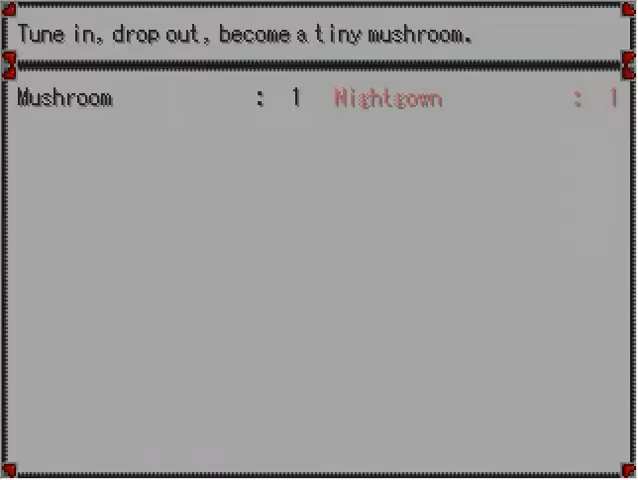 Tune in, drop out, become a tiny mushroom.
Mushroom : 1 Nightgown : 1